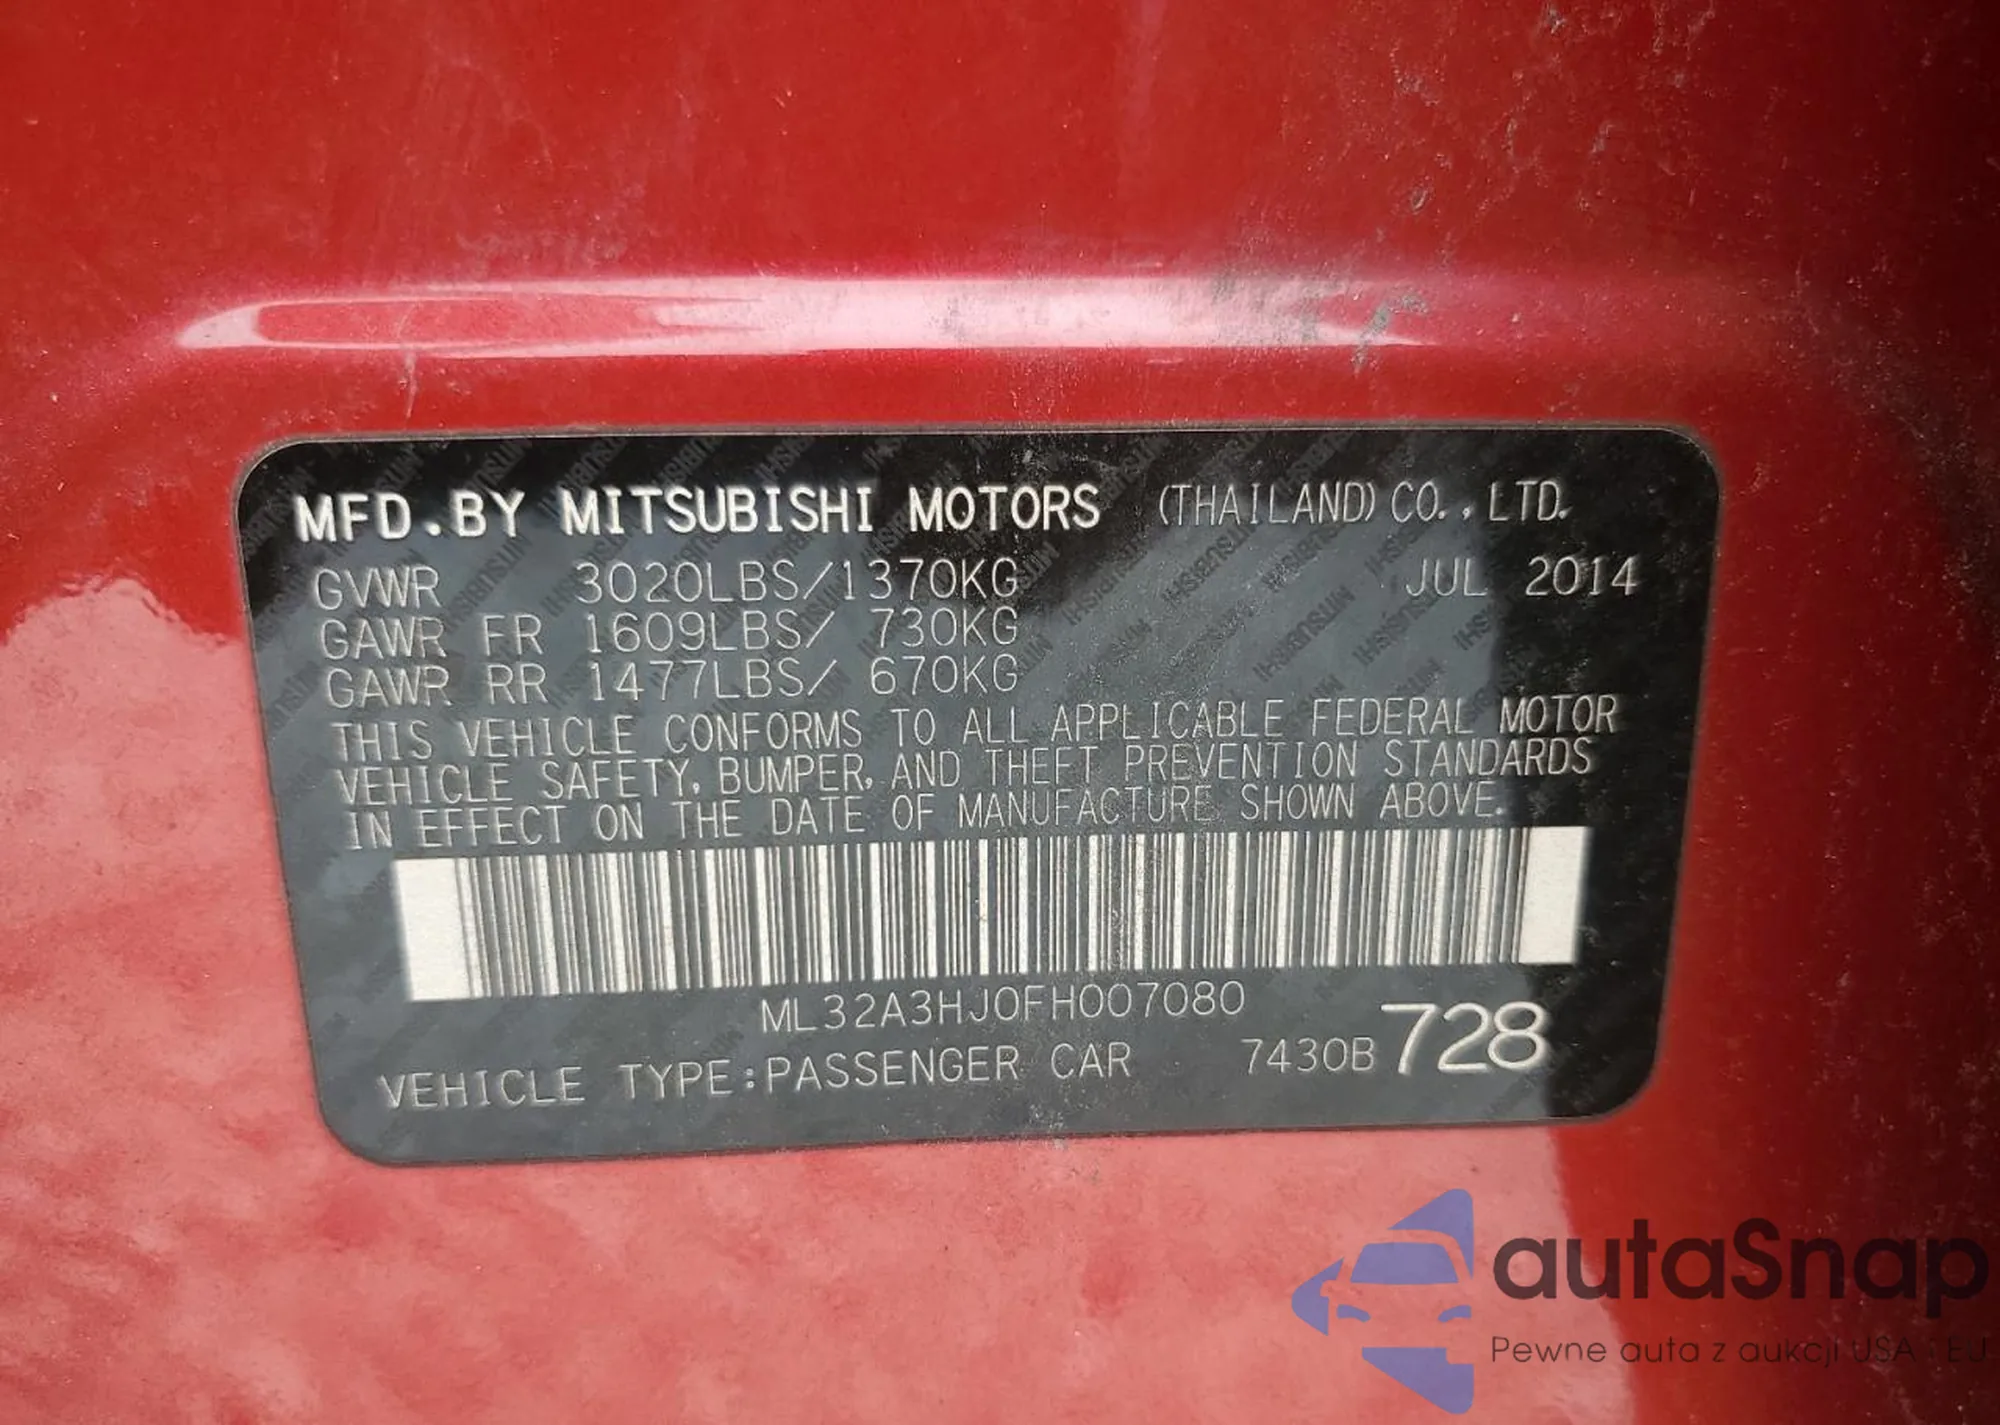 MFD.BY MITSUBISHI MOTORS (THAILAND) CO., LTD.
GVWR 3020LBS/1370KG JUL 2014
GAWR FR 1609LBS/ 730KG
GAWR RR 1477LBS/ 670KG
THIS VEHICLE CONFORMS TO ALL APPLICABLE FEDERAL MOTOR
VEHICLE SAFETY, BUMPER, AND THEFT PREVENTION STANDARDS
IN EFFECT ON THE DATE OF MANUFACTURE SHOWN ABOVE.
ML32A3HJ0FH007080
VEHICLE TYPE:PASSENGER CAR 7430B 728
autaSnap
Pewne auta z aukcji USA i EU